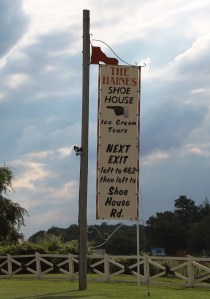 THE
HAINES
SHOE
HOUSE
Ice Cream
Tours
NEXT
EXIT
left to 462
then left to
Shoe
House
Rd.